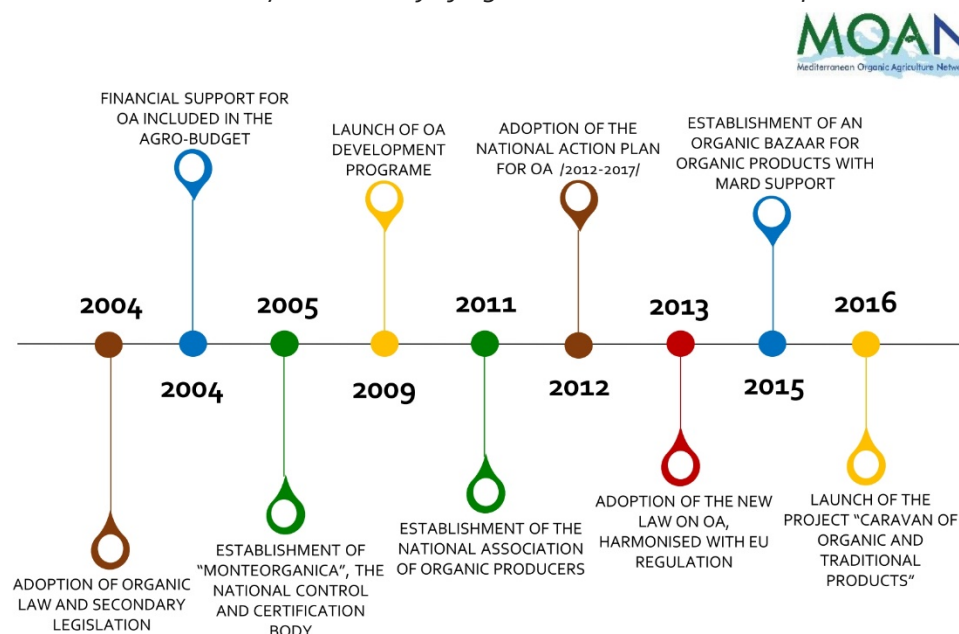 MOAN
Mediterranean Organic Agriculture Netw
FINANCIAL SUPPORT FOR
OA INCLUDED IN THE
AGRO-BUDGET
LAUNCH OF OA
DEVELOPMENT
PROGRAME
ADOPTION OF THE
NATIONAL ACTION PLAN
FOR OA /2012-2017/
ESTABLISHMENT OF AN
ORGANIC BAZAAR FOR
ORGANIC PRODUCTS WITH
MARD SUPPORT
2004
2005
2011
2013
2016
2004
2009
2012
2015
ADOPTION OF ORGANIC
LAW AND SECONDARY
LEGISLATION
ESTABLISHMENT OF
"MONTEORGANICA", THE
NATIONAL CONTROL
AND CERTIFICATION
BODY
ESTABLISHMENT OF THE
NATIONAL ASSOCIATION
OF ORGANIC PRODUCERS
ADOPTION OF THE NEW
LAW ON OA,
HARMONISED WITH EU
REGULATION
LAUNCH OF THE
PROJECT "CARAVAN OF
ORGANIC AND
TRADITIONAL
PRODUCTS"